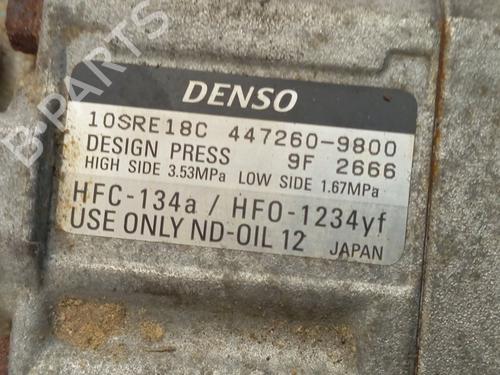 B-PARTS
DENSO
10SRE18C 447260-9800
DESIGN PRESS 9F 2666
HIGH SIDE 3.53MPa LOW SIDE 1.67MPa
HFC-134a / HFO-1234yf
USE ONLY ND-OIL 12 JAPAN